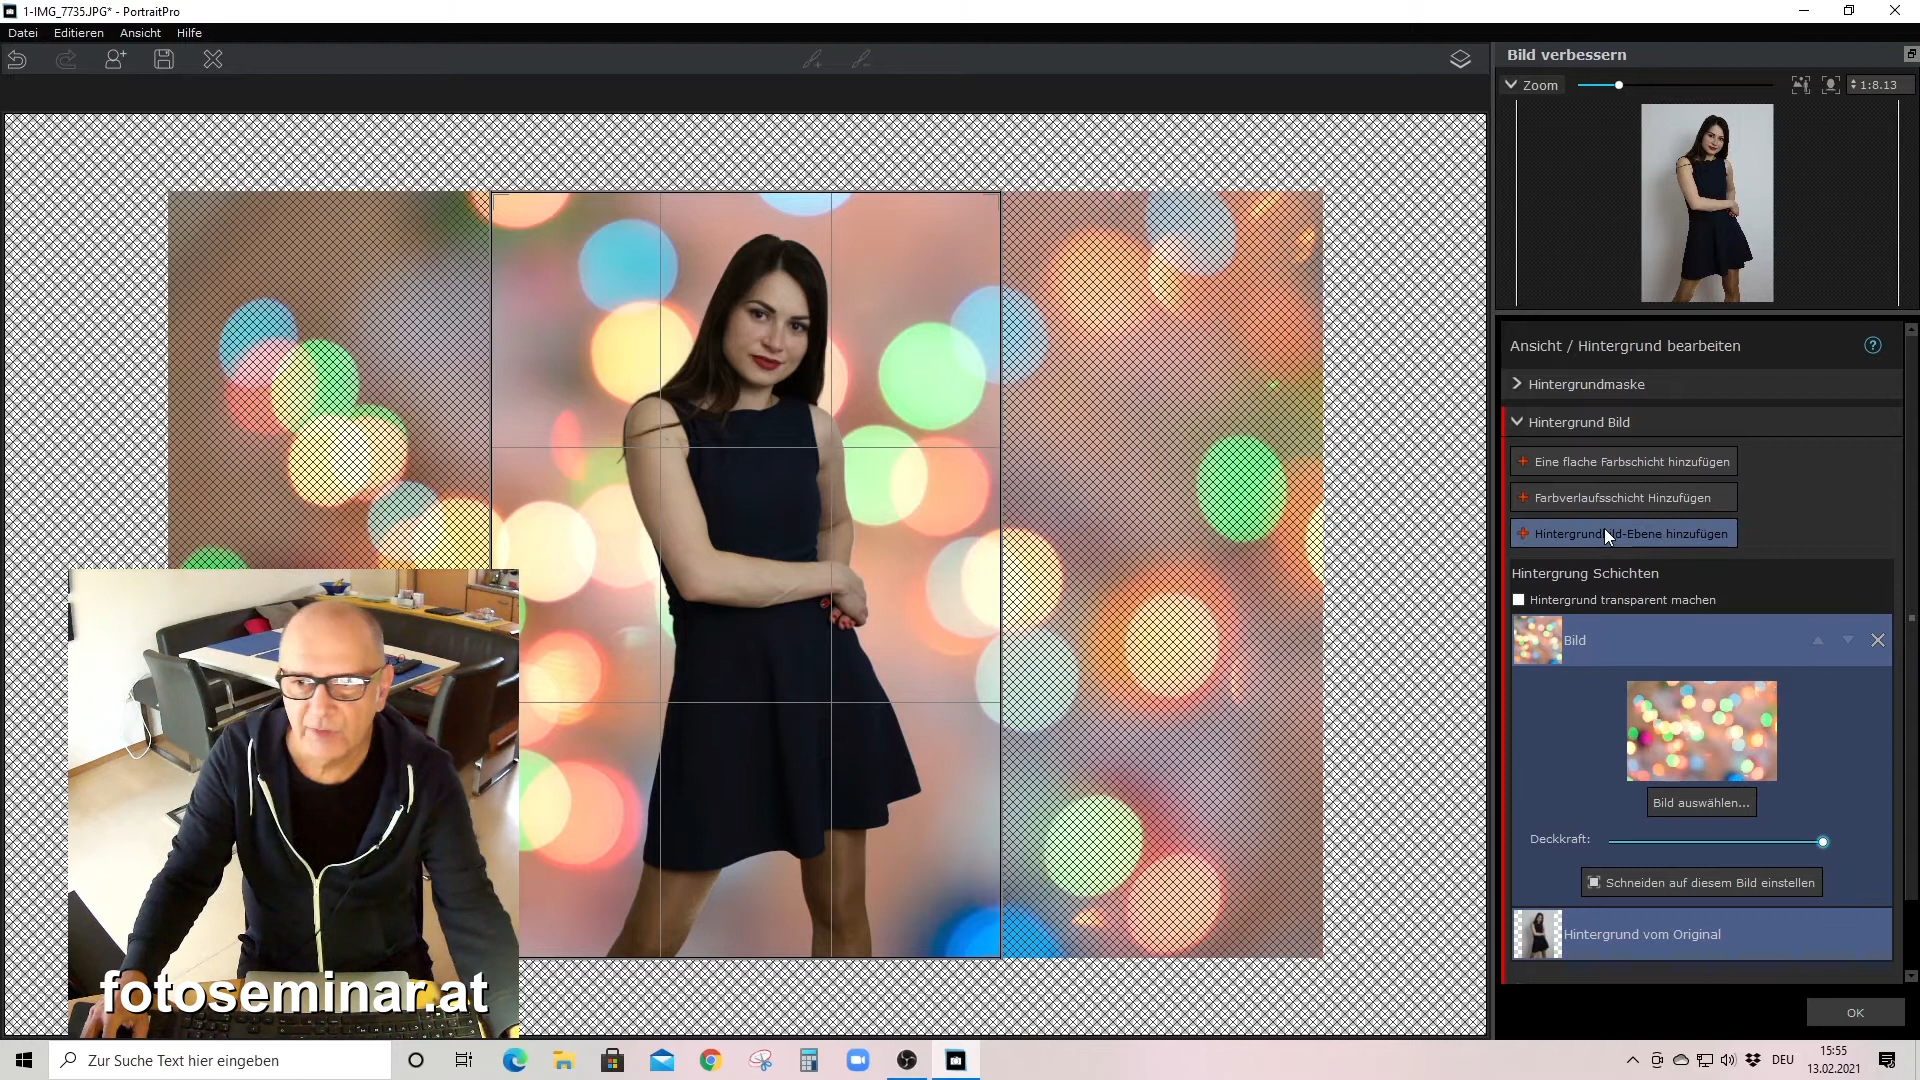 1-IMG_7735.JPG* - PortraitPro
Datei Editieren Ansicht Hilfe
Bild verbessern
Zoom
1:8.13
Ansicht / Hintergrund bearbeiten
?
Hintergrundmaske
Hintergrund Bild
Eine flache Farbschicht hinzufügen
Farbverlaufsschicht Hinzufügen
Hintergrundbild-Ebene hinzufügen
Hintergrung Schichten
Hintergrund transparent machen
Bild
Bild auswählen...
Deckkraft:
Schneiden auf diesem Bild einstellen
Hintergrund vom Original
OK
fotoseminar.at
Zur Suche Text hier eingeben
DEU
15:55
13.02.2021